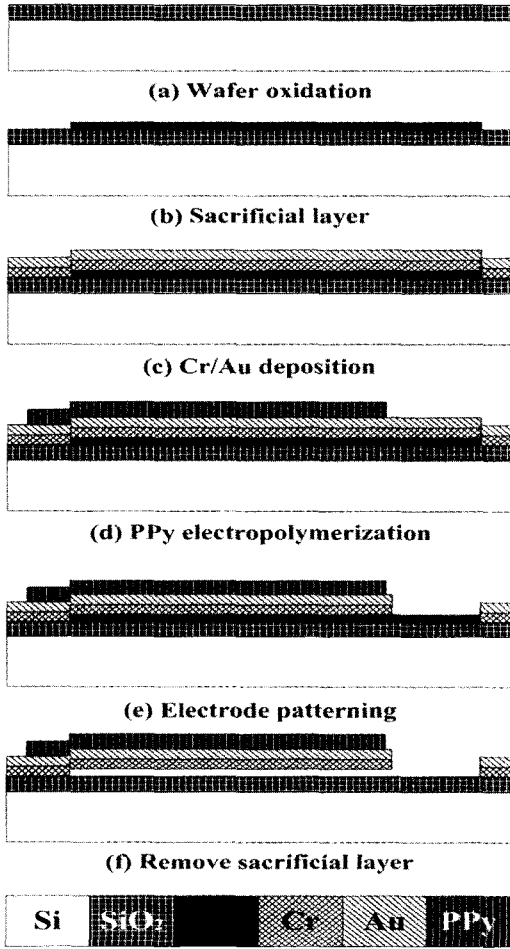 (a) Wafer oxidation
(b) Sacrificial layer
(c) Cr/Au deposition
(d) PPy electropolymerization
(e) Electrode patterning
(f) Remove sacrificial layer
Si SiO₂ Cr Au PPy